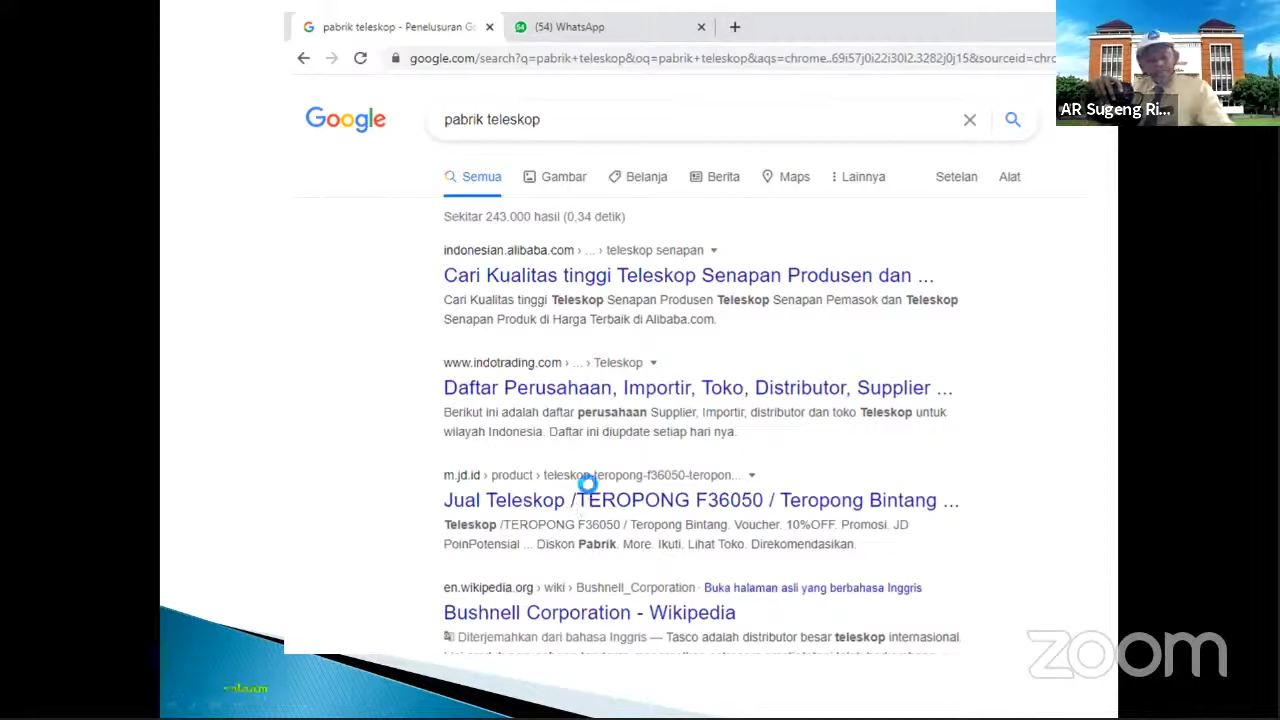 pabrik teleskop - Penelusuran Go
(54) WhatsApp
google.com/search?q=pabrik+teleskop&oq=pabrik+teleskop&aqs=chrome..69i57j0i22i30l2.3282j0j15&sourceid=chro
AR Sugeng Ri...
Google
pabrik teleskop
Semua Gambar Belanja Berita Maps Lainnya Setelan Alat
Sekitar 243.000 hasil (0,34 detik)
indonesian.alibaba.com › ... › teleskop senapan
Cari Kualitas tinggi Teleskop Senapan Produsen dan ...
Cari Kualitas tinggi Teleskop Senapan Produsen Teleskop Senapan Pemasok dan Teleskop
Senapan Produk di Harga Terbaik di Alibaba.com.
www.indotrading.com › ... › Teleskop
Daftar Perusahaan, Importir, Toko, Distributor, Supplier ...
Berikut ini adalah daftar perusahaan Supplier, Importir, distributor dan toko Teleskop untuk
wilayah Indonesia. Daftar ini diupdate setiap hari nya.
m.jd.id › product › teleskop-teropong-f36050-teropon...
Jual Teleskop /TEROPONG F36050 / Teropong Bintang ...
Teleskop /TEROPONG F36050 / Teropong Bintang. Voucher. 10%OFF. Promosi. JD
PoinPotensial ... Diskon Pabrik. More. Ikuti. Lihat Toko. Direkomendasikan.
en.wikipedia.org › wiki › Bushnell_Corporation · Buka halaman asli yang berbahasa Inggris
Bushnell Corporation - Wikipedia
Diterjemahkan dari bahasa Inggris — Tasco adalah distributor besar teleskop internasional.
zoom